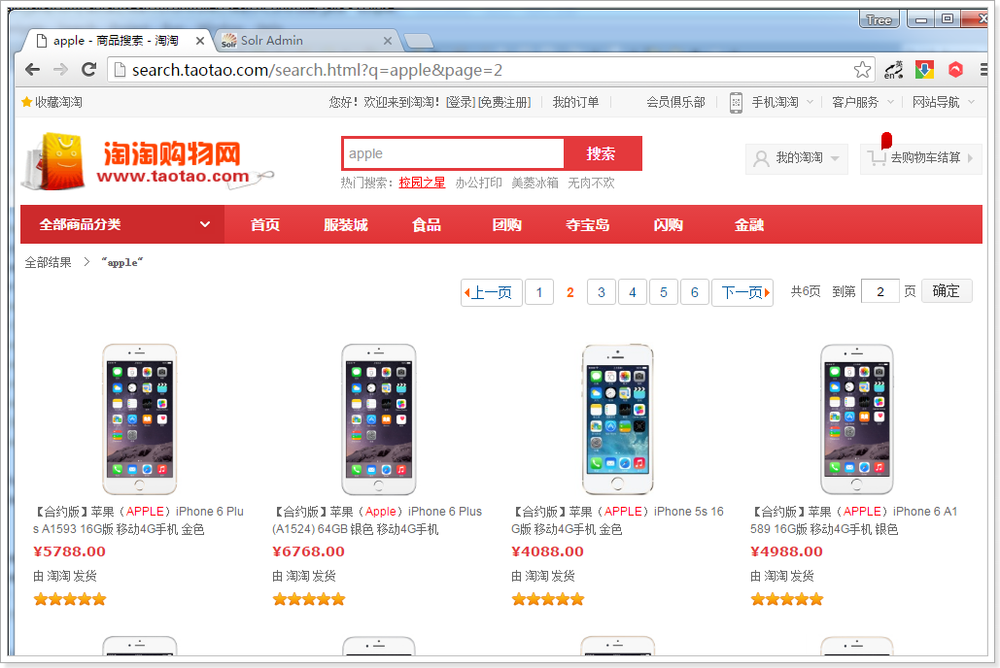 Tree
apple - 商品搜索 - 淘淘
Solr Solr Admin
search.taotao.com/search.html?q=apple&page=2
英
en
收藏淘淘 您好！欢迎来到淘淘！[登录] [免费注册] 我的订单 会员俱乐部 手机淘淘 客户服务 网站导航
淘淘购物网
www.taotao.com
apple 搜索
我的淘淘 去购物车结算
热门搜索： 校园之星 办公打印 美菱冰箱 无肉不欢
全部商品分类 首页 服装城 食品 团购 夺宝岛 闪购 金融
全部结果 > "apple"
上一页 1 2 3 4 5 6 下一页 共6页 到第 2 页 确定
【合约版】苹果（APPLE）iPhone 6 Plu
s A1593 16G版 移动4G手机 金色
¥5788.00
由 淘淘 发货
【合约版】苹果（Apple）iPhone 6 Plus
(A1524) 64GB 银色 移动4G手机
¥6768.00
由 淘淘 发货
【合约版】苹果（APPLE）iPhone 5s 16
G版 移动4G手机 金色
¥4088.00
由 淘淘 发货
【合约版】苹果（APPLE）iPhone 6 A1
589 16G版 移动4G手机 银色
¥4988.00
由 淘淘 发货